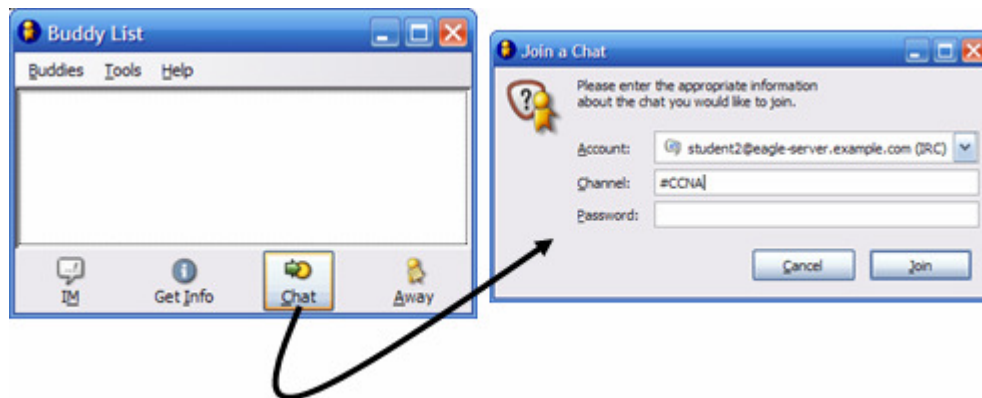 Buddy List
Buddies Tools Help
IM Get Info Chat Away
Join a Chat
Please enter the appropriate information
about the chat you would like to join.
Account: student2@eagle-server.example.com (IRC)
Channel: #CCNA
Password:
Cancel Join